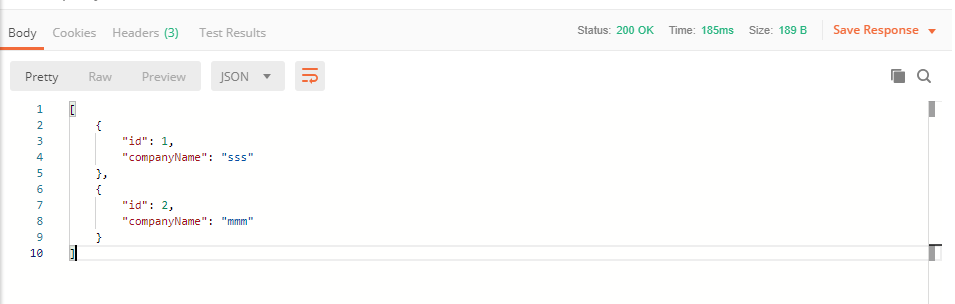 Body Cookies Headers (3) Test Results Status: 200 OK Time: 185ms Size: 189 B Save Response
Pretty Raw Preview JSON
1 [
2 {
3 "id": 1,
4 "companyName": "sss"
5 },
6 {
7 "id": 2,
8 "companyName": "mmm"
9 }
10 ]